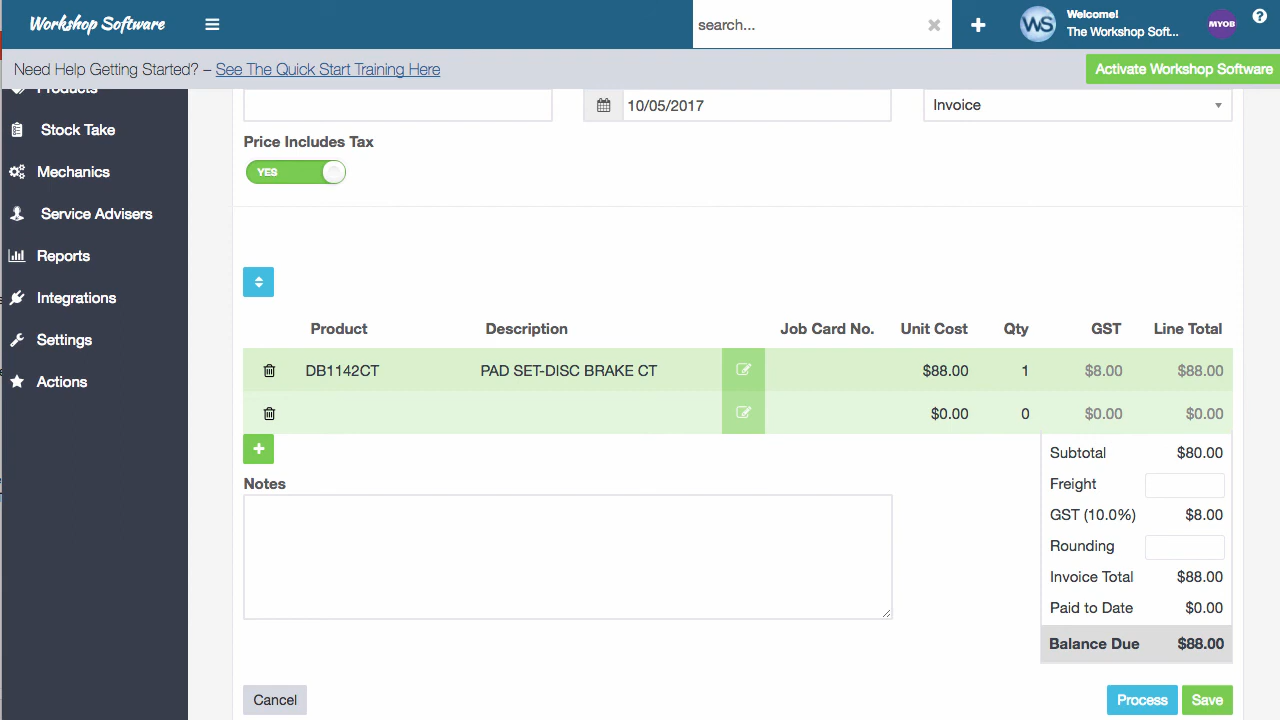 Workshop Software
search...
WS
Welcome!
The Workshop Soft...
MYOB
?
Need Help Getting Started? – See The Quick Start Training Here
Activate Workshop Software
Products
Stock Take
Mechanics
Service Advisers
Reports
Integrations
Settings
Actions
10/05/2017
Invoice
Price Includes Tax
YES
Product Description Job Card No. Unit Cost Qty GST Line Total
DB1142CT PAD SET-DISC BRAKE CT $88.00 1 $8.00 $88.00
$0.00 0 $0.00 $0.00
Subtotal $80.00
Freight
GST (10.0%) $8.00
Rounding
Invoice Total $88.00
Paid to Date $0.00
Balance Due $88.00
Notes
Cancel
Process
Save